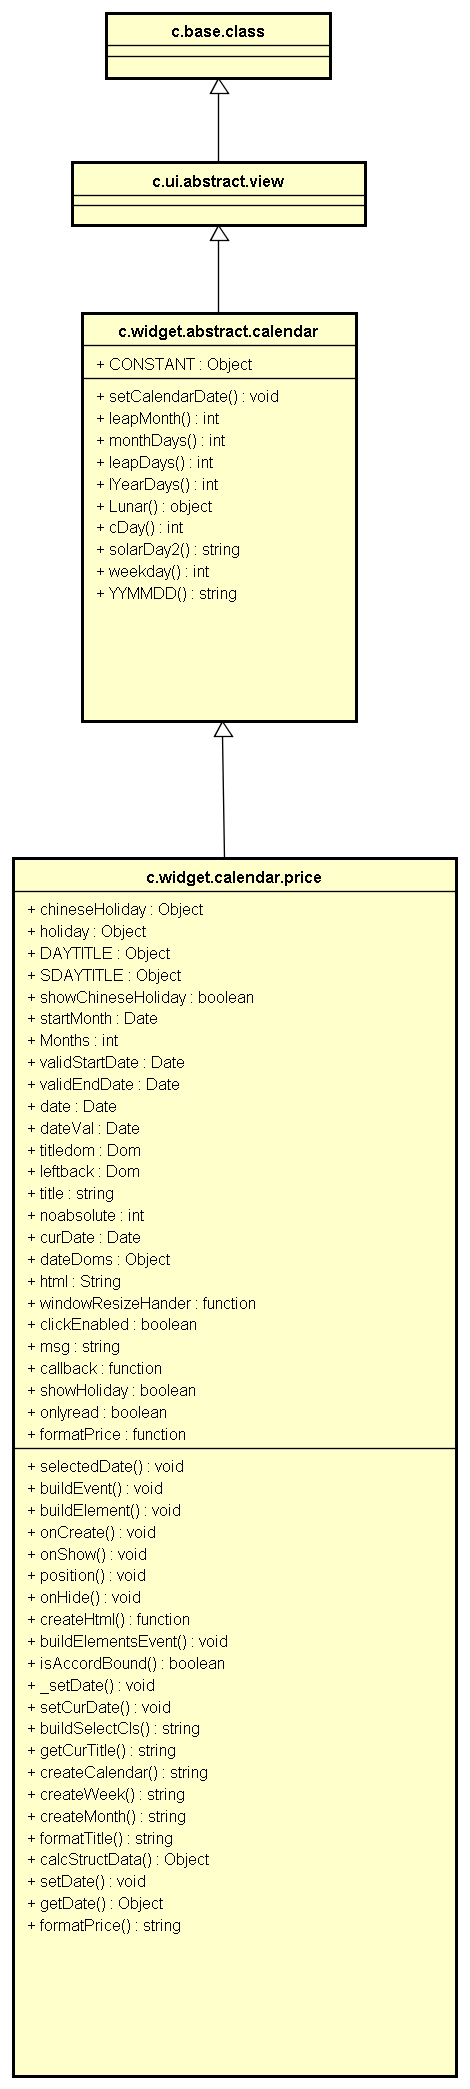 c.base.class
c.ui.abstract.view
c.widget.abstract.calendar
+ CONSTANT : Object
+ setCalendarDate() : void
+ leapMonth() : int
+ monthDays() : int
+ leapDays() : int
+ lYearDays() : int
+ Lunar() : object
+ cDay() : int
+ solarDay2() : string
+ weekday() : int
+ YYMMDD() : string
c.widget.calendar.price
+ chineseHoliday : Object
+ holiday : Object
+ DAYTITLE : Object
+ SDAYTITLE : Object
+ showChineseHoliday : boolean
+ startMonth : Date
+ Months : int
+ validStartDate : Date
+ validEndDate : Date
+ date : Date
+ dateVal : Date
+ titledom : Dom
+ leftback : Dom
+ title : string
+ noabsolute : int
+ curDate : Date
+ dateDoms : Object
+ html : String
+ windowResizeHander : function
+ clickEnabled : boolean
+ msg : string
+ callback : function
+ showHoliday : boolean
+ onlyread : boolean
+ formatPrice : function
+ selectedDate() : void
+ buildEvent() : void
+ buildElement() : void
+ onCreate() : void
+ onShow() : void
+ position() : void
+ onHide() : void
+ createHtml() : function
+ buildElementsEvent() : void
+ isAccordBound() : boolean
+ _setDate() : void
+ setCurDate() : void
+ buildSelectCls() : string
+ getCurTitle() : string
+ createCalendar() : string
+ createWeek() : string
+ createMonth() : string
+ formatTitle() : string
+ calcStructData() : Object
+ setDate() : void
+ getDate() : Object
+ formatPrice() : string